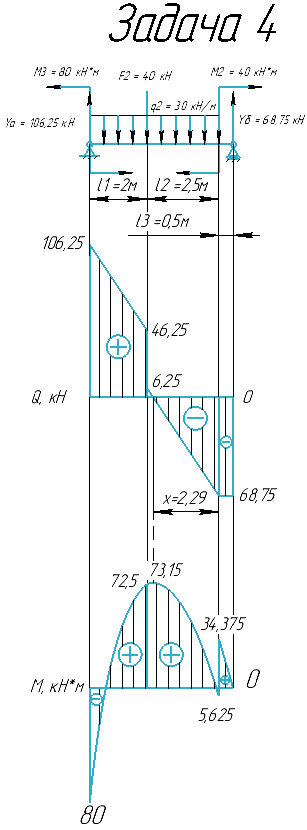 Задача 4
M3 = 80 кН*м
F2 = 40 кН
M2 = 40 кН*м
q2 = 30 кН/м
Ya = 106,25 кН
Yб = 68,75 кН
l1 =2м
l2 = 2,5м
l3 =0,5м
106,25
46,25
6,25
Q, кН
0
68,75
x=2,29
72,5
73,15
34,375
M, кН*м
0
5,625
80